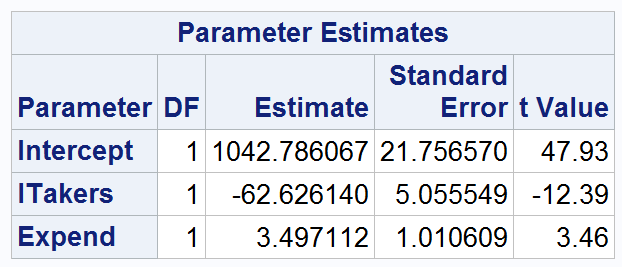 Parameter Estimates
Parameter DF Estimate Standard Error t Value
Intercept 1 1042.786067 21.756570 47.93
ITakers 1 -62.626140 5.055549 -12.39
Expend 1 3.497112 1.010609 3.46